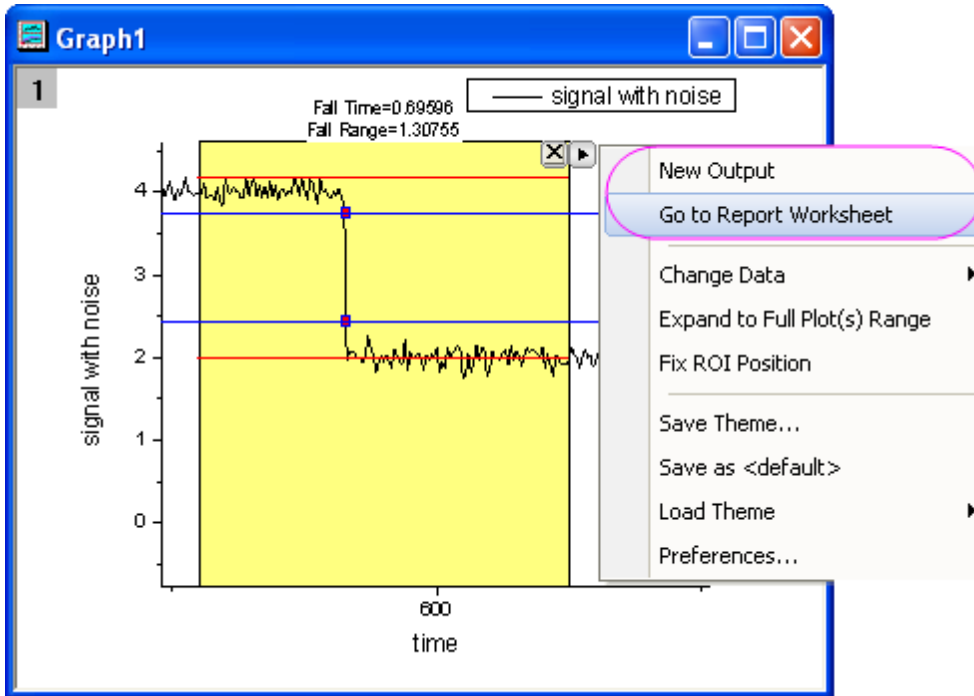 Graph1
1
signal with noise
Fall Time=0.69596
Fall Range=1.30755
4
3
2
1
0
signal with noise
600
time
New Output
Go to Report Worksheet
Change Data
Expand to Full Plot(s) Range
Fix ROI Position
Save Theme...
Save as <default>
Load Theme
Preferences...